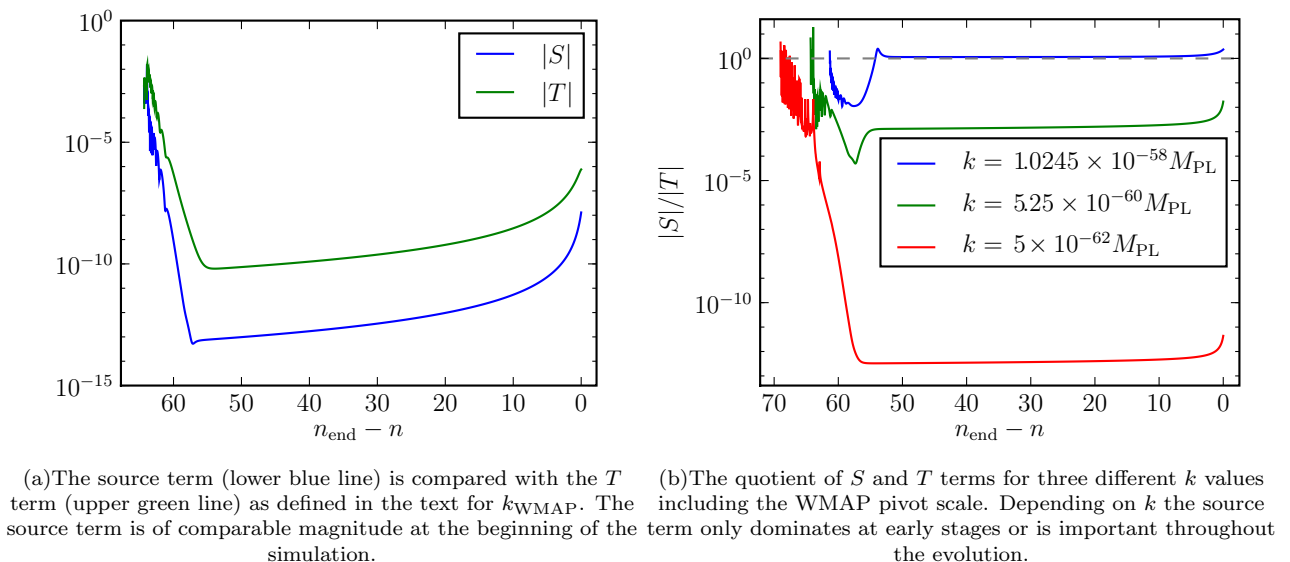 10^0
10^{-5}
10^{-10}
10^{-15}
|S|
|T|
60 50 40 30 20 10 0
n_end − n
|S|/|T|
10^0
10^{-5}
10^{-10}
k = 1.0245 × 10^{-58} M_PL
k = 5.25 × 10^{-60} M_PL
k = 5 × 10^{-62} M_PL
70 60 50 40 30 20 10 0
n_end − n
(a)The source term (lower blue line) is compared with the T
term (upper green line) as defined in the text for k_WMAP. The
source term is of comparable magnitude at the beginning of the
simulation.
(b)The quotient of S and T terms for three different k values
including the WMAP pivot scale. Depending on k the source
term only dominates at early stages or is important throughout
the evolution.